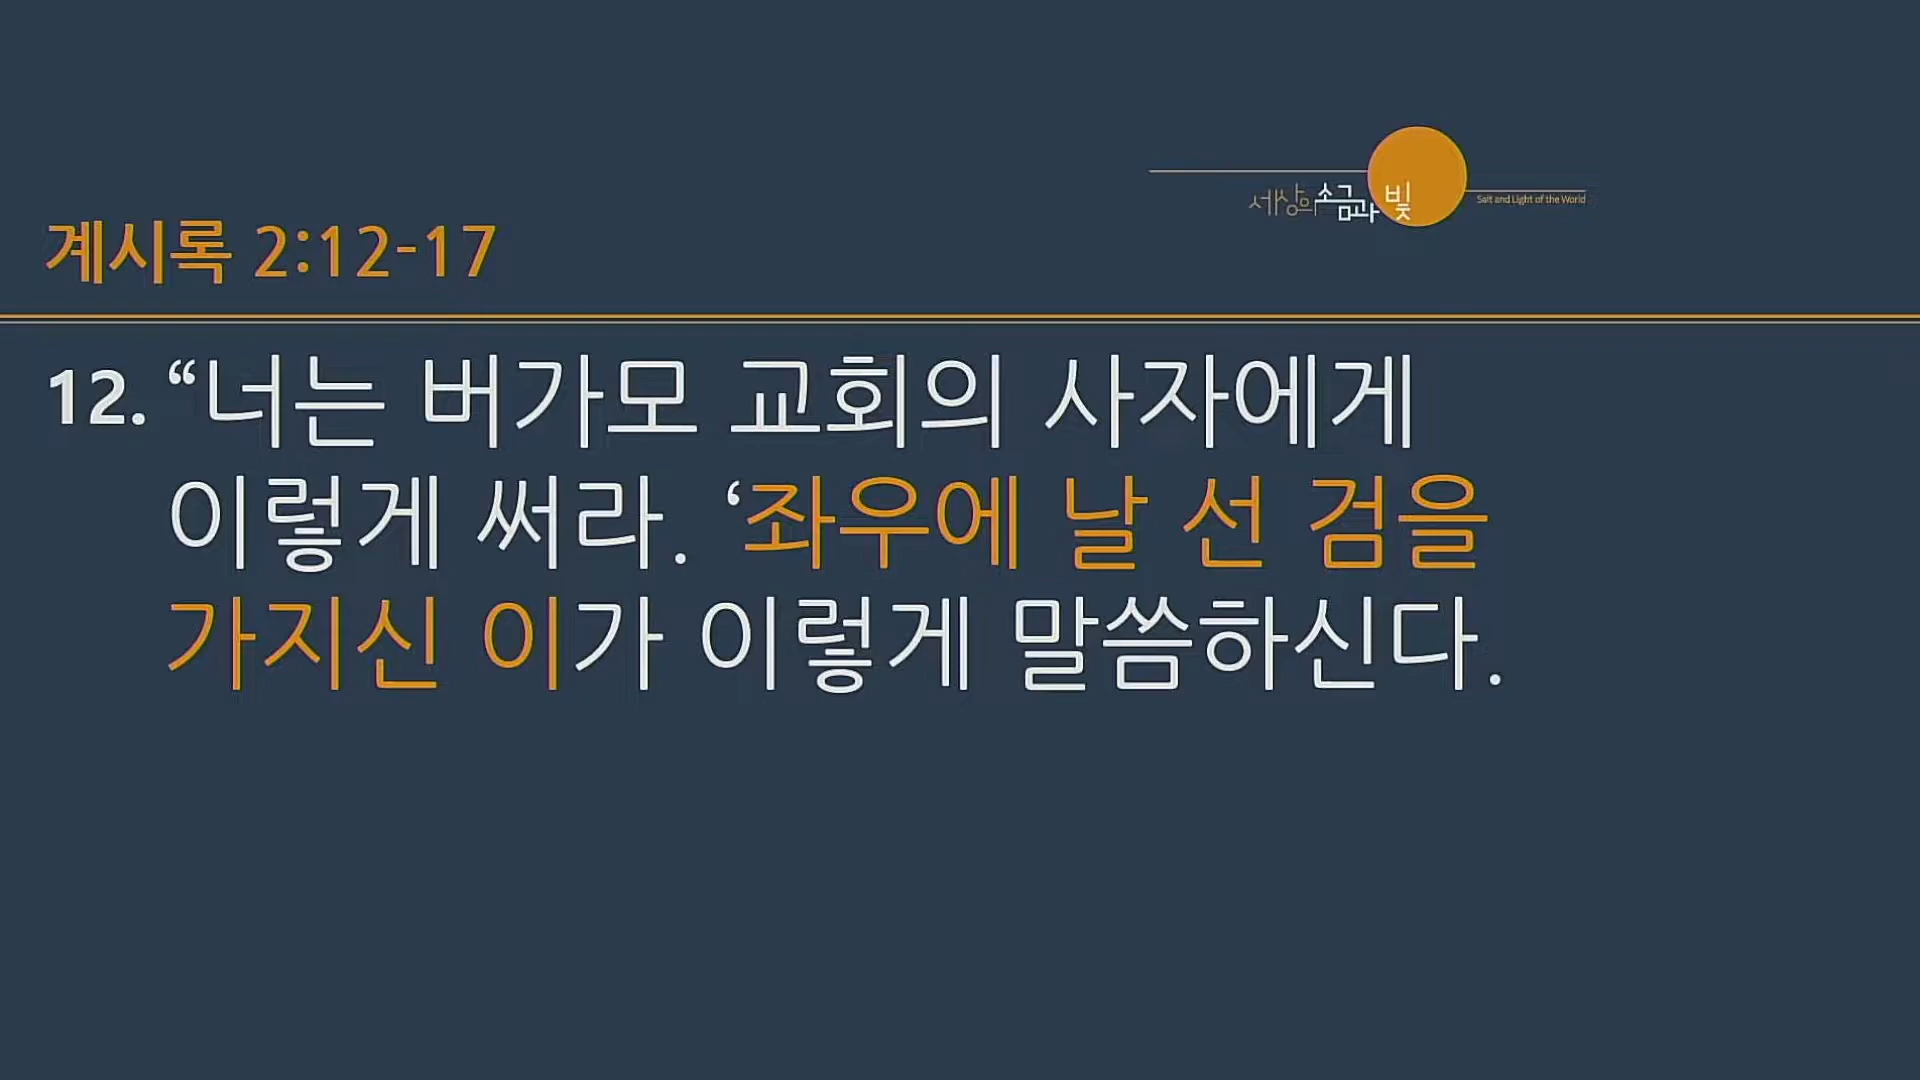 세상의 소금과 빛
Salt and Light of the World
계시록 2:12-17
12. “너는 버가모 교회의 사자에게
이렇게 써라. ‘좌우에 날 선 검을
가지신 이가 이렇게 말씀하신다.